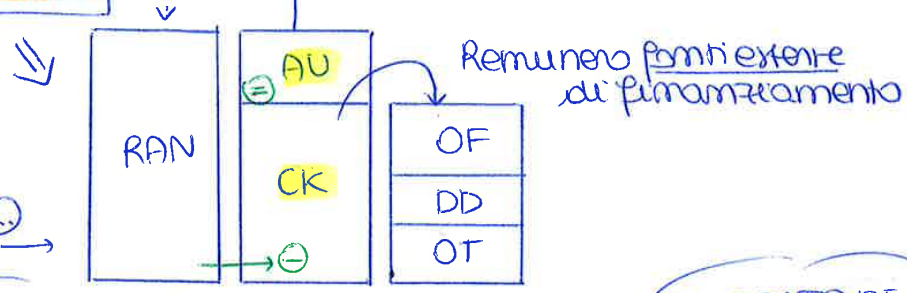 AU
Remunero fonti esterne
di finanziamento
=
RAN
CK
OF
DD
OT
-